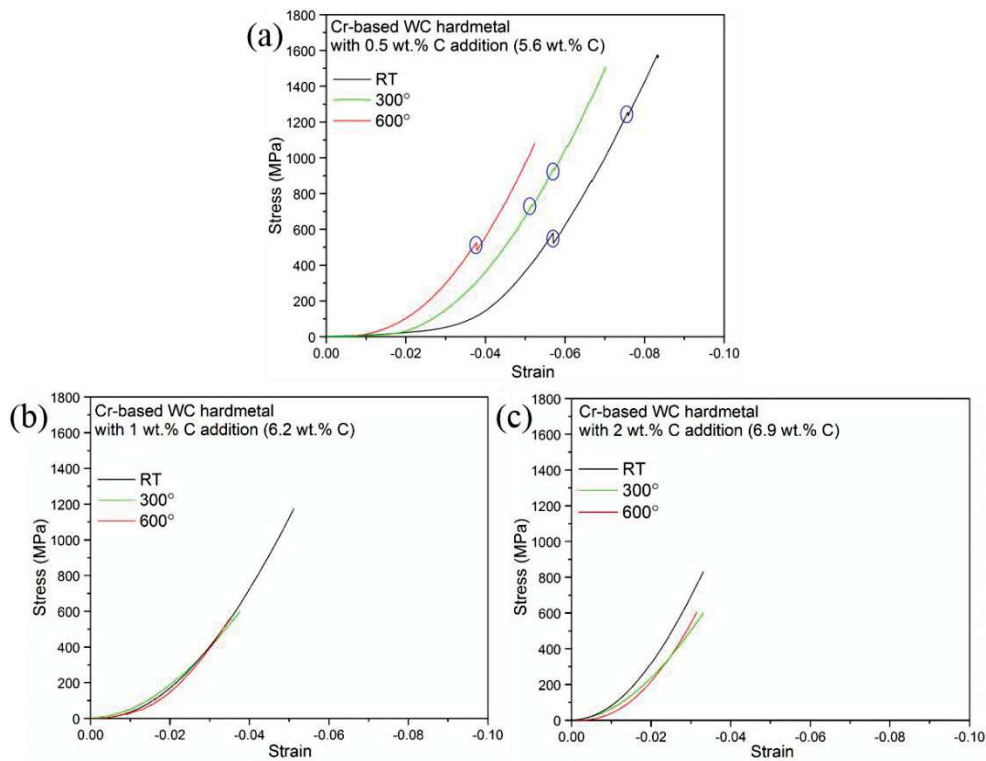 (a)
Cr-based WC hardmetal
with 0.5 wt.% C addition (5.6 wt.% C)
RT
300°
600°
1800
1600
1400
1200
1000
800
600
400
200
0
Stress (MPa)
0.00 -0.02 -0.04 -0.06 -0.08 -0.10
Strain
(b)
Cr-based WC hardmetal
with 1 wt.% C addition (6.2 wt.% C)
RT
300°
600°
1800
1600
1400
1200
1000
800
600
400
200
0
Stress (MPa)
0.00 -0.02 -0.04 -0.06 -0.08 -0.10
Strain
(c)
Cr-based WC hardmetal
with 2 wt.% C addition (6.9 wt.% C)
RT
300°
600°
1800
1600
1400
1200
1000
800
600
400
200
0
Stress (MPa)
0.00 -0.02 -0.04 -0.06 -0.08 -0.10
Strain